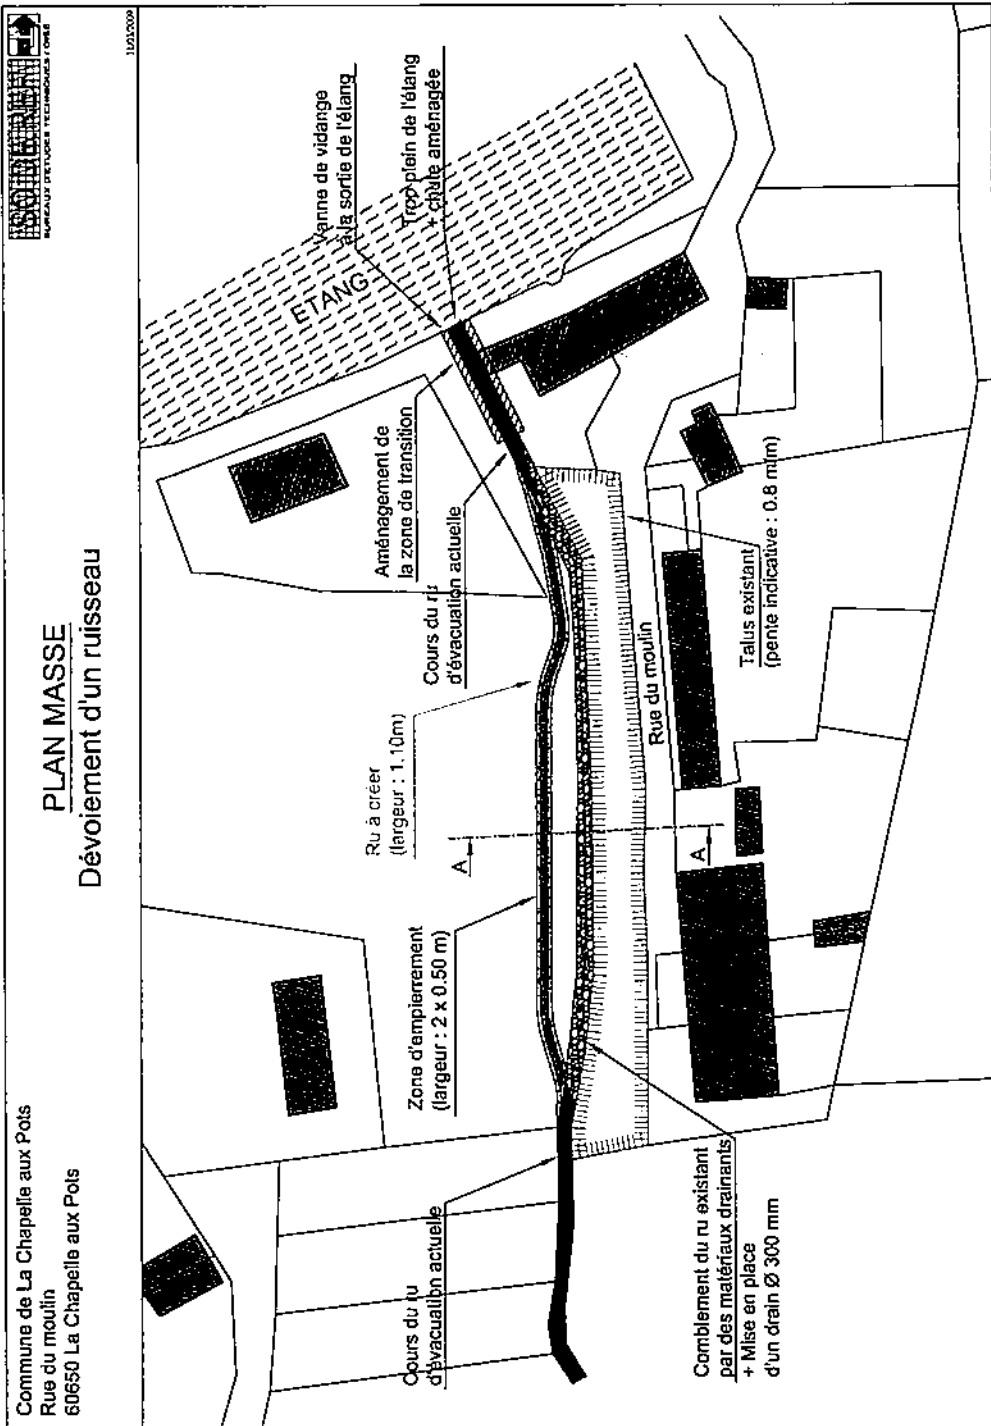 Commune de La Chapelle aux Pots
Rue du moulin
60650 La Chapelle aux Pots
PLAN MASSE
Dévoiement d'un ruisseau
BUREAUX D'ETUDES TECHNIQUES
Cours du ru
d'évacuation actuelle
Zone d'empierrement
(largeur : 2 x 0.50 m)
Ru à créer
(largeur : 1.10m)
Cours du ru
d'évacuation actuelle
Aménagement de
la zone de transition
ETANG
Vanne de vidange
à la sortie de l'étang
Trop plein de l'étang
+ chute aménagée
A
A
Rue du moulin
Talus existant
(pente indicative : 0.8 m/m)
Comblement du ru existant
par des matériaux drainants
+ Mise en place
d'un drain Ø 300 mm